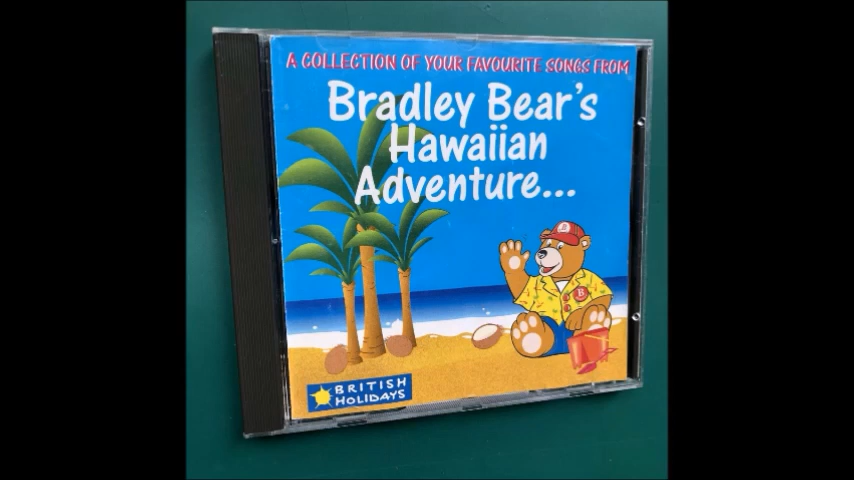 A COLLECTION OF YOUR FAVOURITE SONGS FROM
Bradley Bear's
Hawaiian
Adventure...
B
B
BRITISH
HOLIDAYS